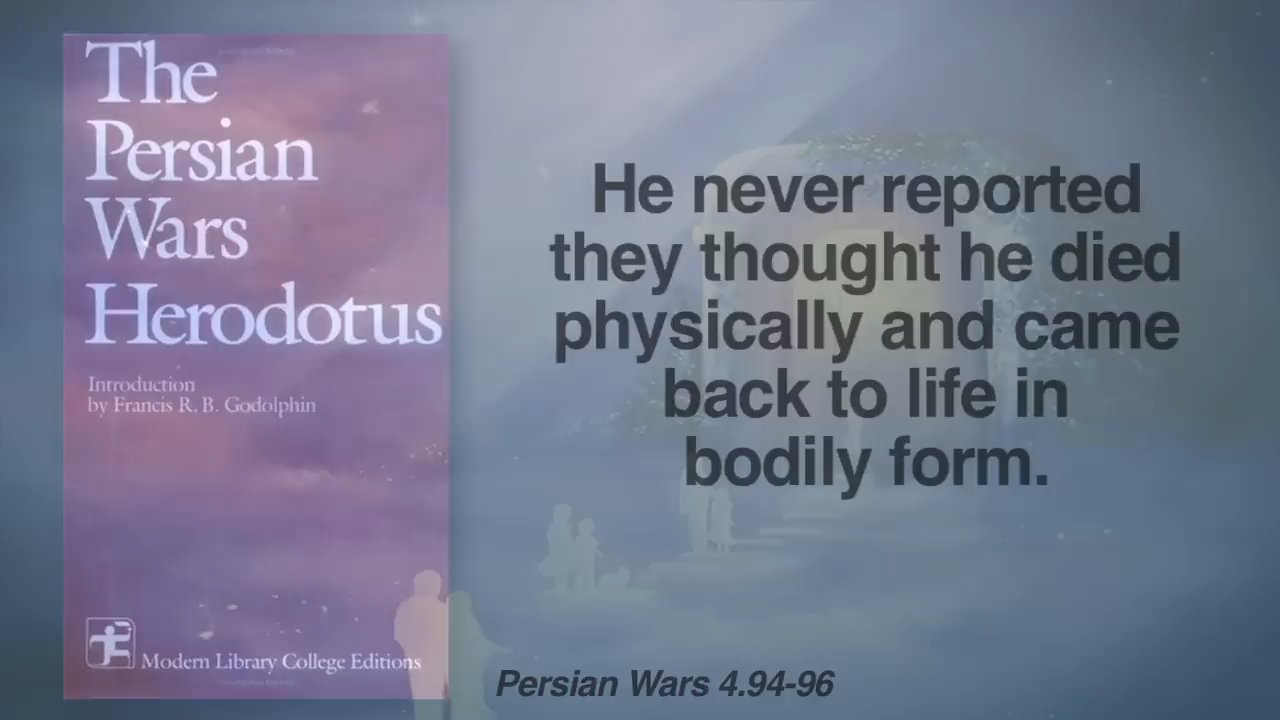 The
Persian
Wars
Herodotus
Introduction
by Francis R. B. Godolphin
Modern Library College Editions
He never reported
they thought he died
physically and came
back to life in
bodily form.
Persian Wars 4.94-96